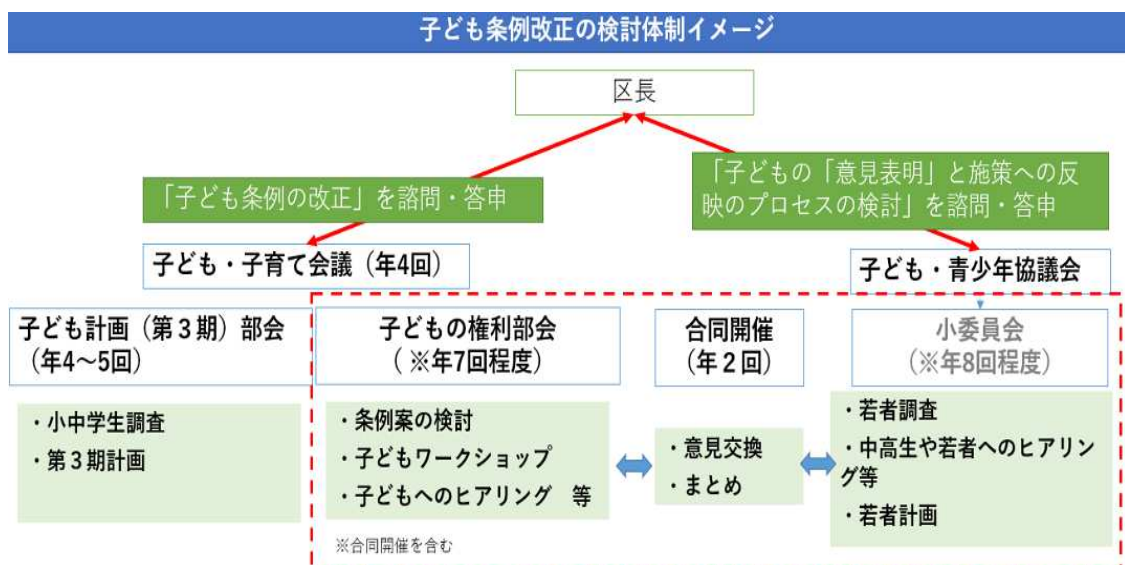 子ども条例改正の検討体制イメージ
区長
「子ども条例の改正」を諮問・答申
「子どもの「意見表明」と施策への反
映のプロセスの検討」を諮問・答申
子ども・子育て会議（年4回）
子ども・青少年協議会
子ども計画（第３期）部会
（年4～5回）
子どもの権利部会
（※年7回程度）
合同開催
（年２回）
小委員会
（※年8回程度）
・小中学生調査
・第３期計画
・条例案の検討
・子どもワークショップ
・子どもへのヒアリング　等
・意見交換
・まとめ
・若者調査
・中高生や若者へのヒアリン
グ等
・若者計画
※合同開催を含む